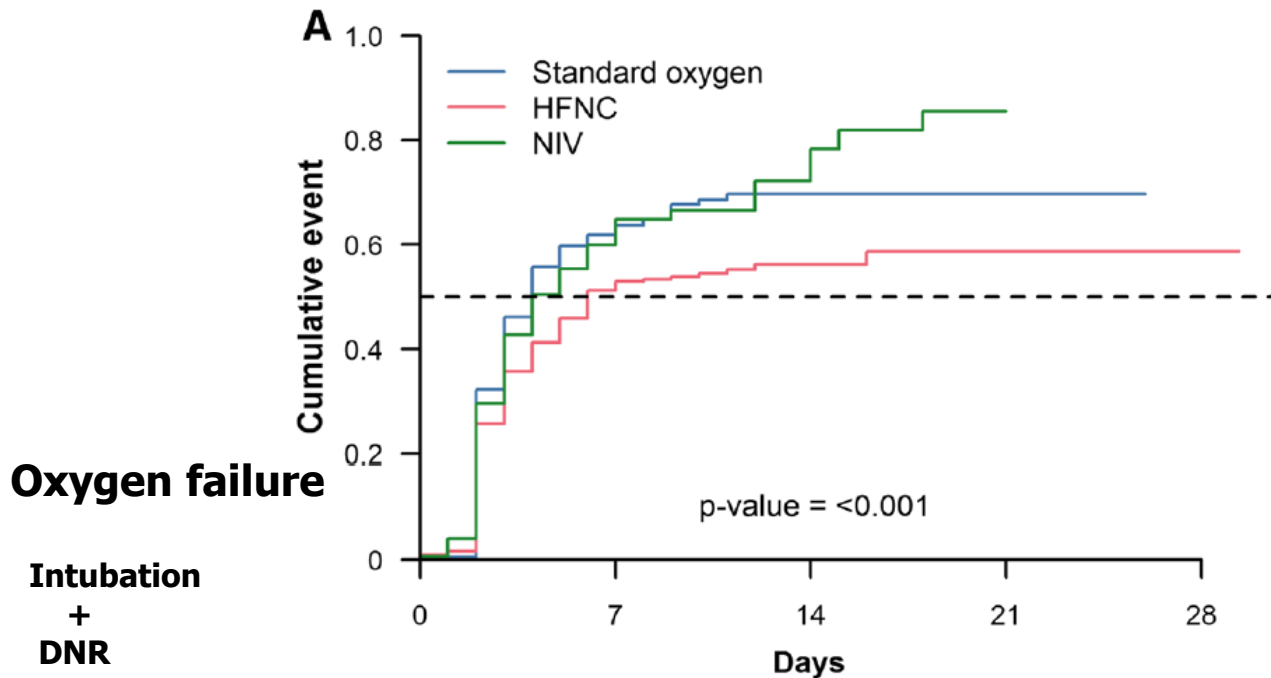 A
1.0
0.8
0.6
0.4
0.2
0
Cumulative event
Standard oxygen
HFNC
NIV
p-value = <0.001
0 7 14 21 28
Days
Oxygen failure
Intubation
+
DNR